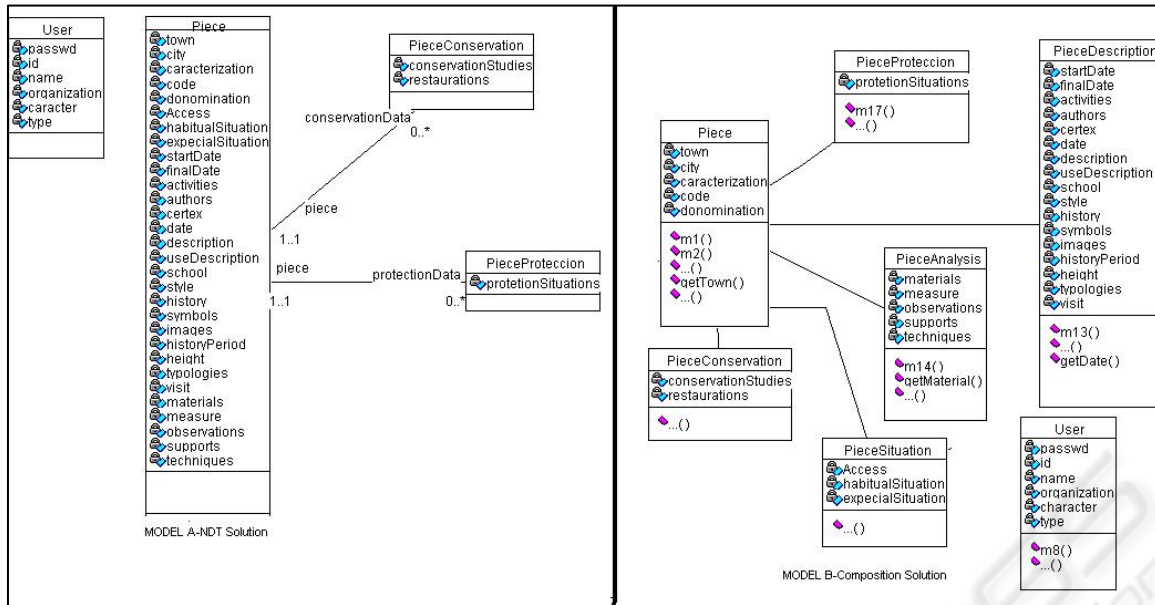 User
passwd
id
name
organization
caracter
type
Piece
town
city
caracterization
code
donomination
Access
habitualSituation
expecialSituation
startDate
finalDate
activities
authors
certex
date
description
useDescription
school
style
history
symbols
images
historyPeriod
height
typologies
visit
materials
measure
observations
supports
techniques
PieceConservation
conservationStudies
restaurations
conservationData
0..*
piece
1..1
piece
1..1
protectionData
0..*
PieceProteccion
protetionSituations
MODEL A-NDT Solution
Piece
town
city
caracterization
code
donomination
m1()
m2()
...()
getTown()
...()
PieceProteccion
protetionSituations
m17()
...()
PieceDescription
startDate
finalDate
activities
authors
certex
date
description
useDescription
school
style
history
symbols
images
historyPeriod
height
typologies
visit
m13()
...()
getDate()
PieceAnalysis
materials
measure
observations
supports
techniques
m14()
getMaterial()
...()
PieceConservation
conservationStudies
restaurations
...()
PieceSituation
Access
habitualSituation
expecialSituation
...()
User
passwd
id
name
organization
character
type
m8()
...()
MODEL B-Composition Solution